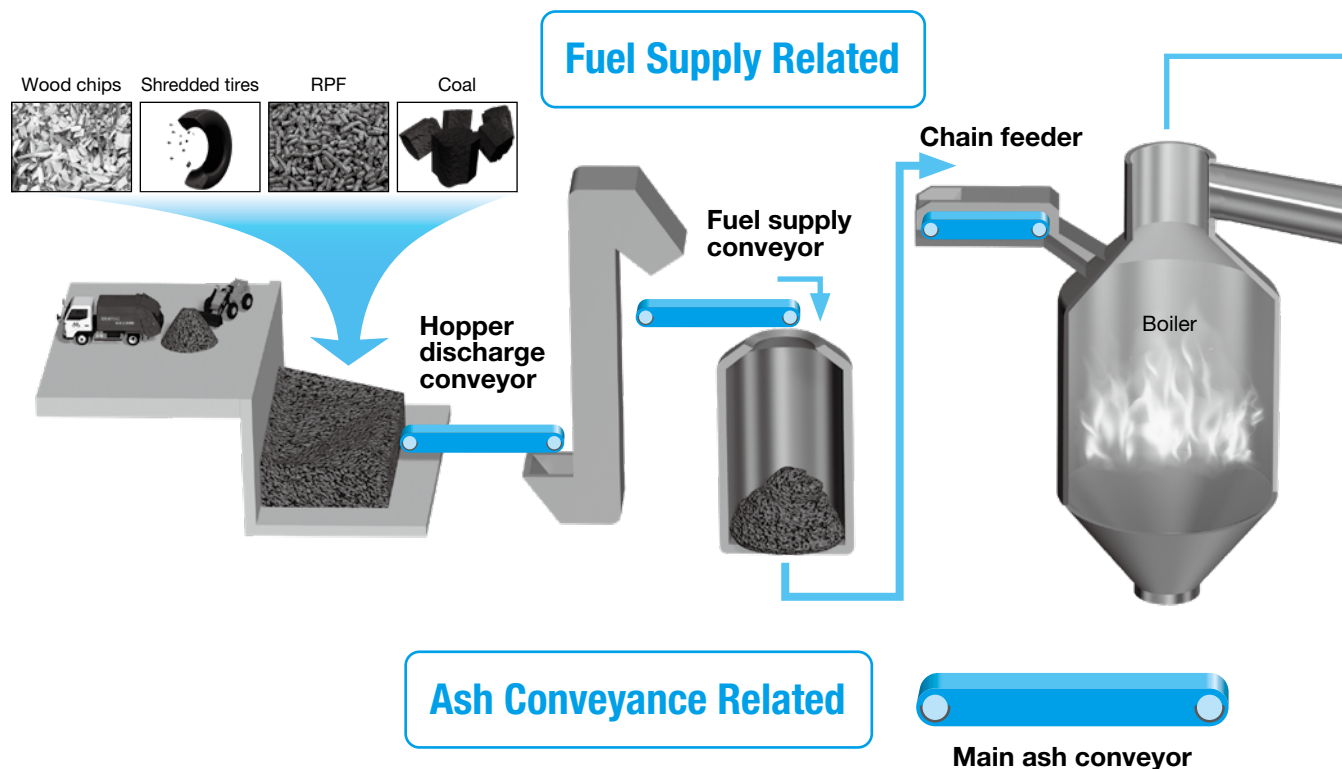 Fuel Supply Related
Wood chips
Shredded tires
RPF
Coal
Chain feeder
Fuel supply
conveyor
Hopper
discharge
conveyor
Boiler
Ash Conveyance Related
Main ash conveyor